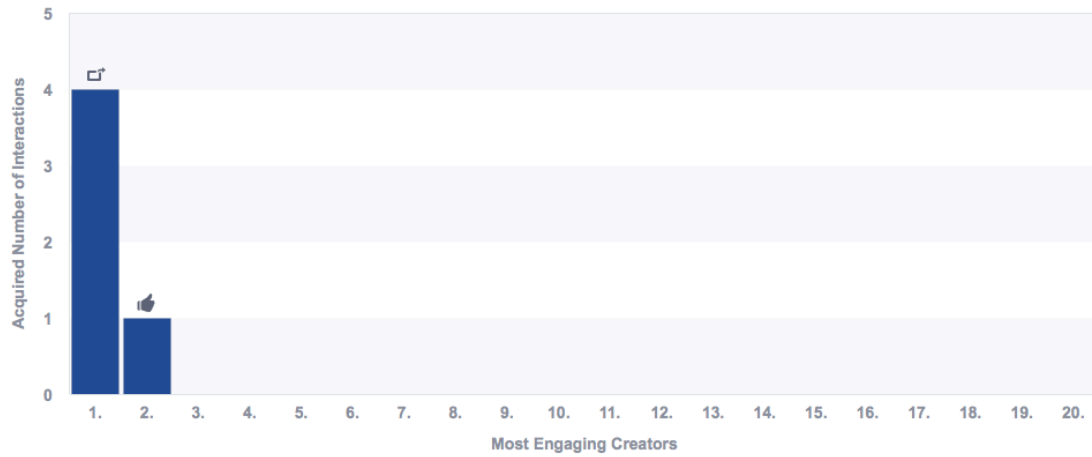 Acquired Number of Interactions
5
4
3
2
1
0
1. 2. 3. 4. 5. 6. 7. 8. 9. 10. 11. 12. 13. 14. 15. 16. 17. 18. 19. 20.
Most Engaging Creators